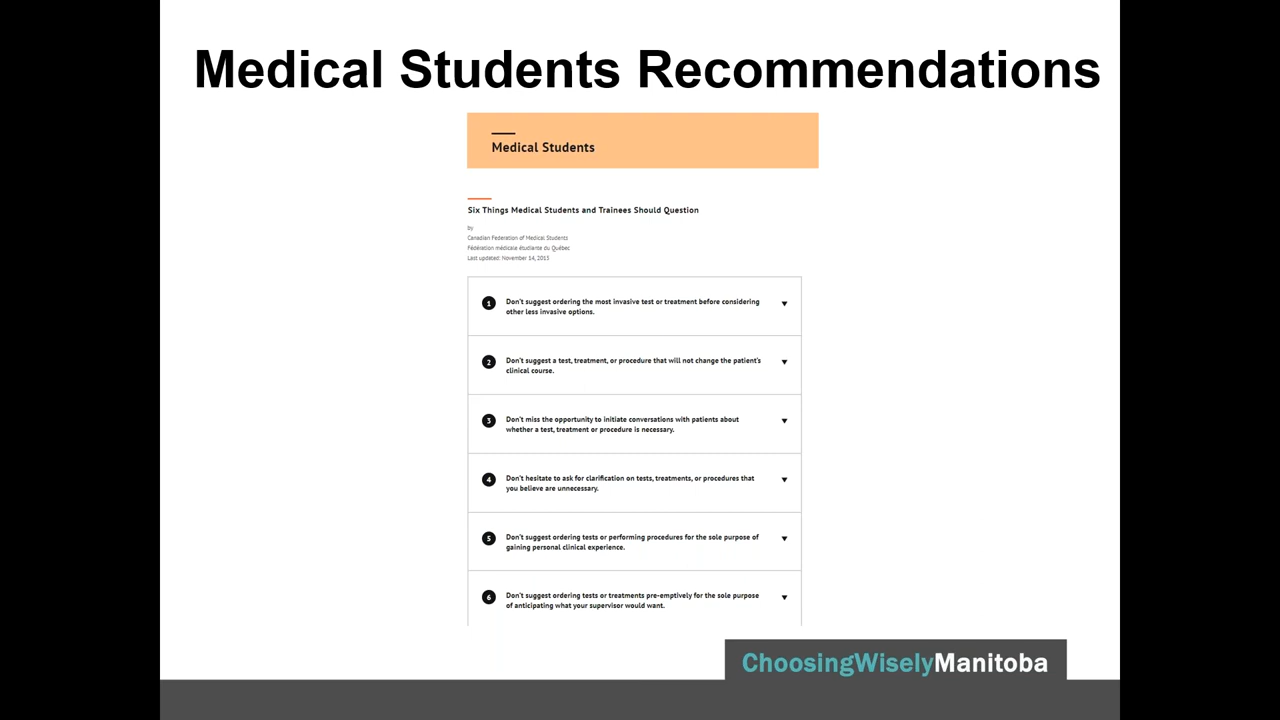 Medical Students Recommendations
Medical Students
Six Things Medical Students and Trainees Should Question
by
Canadian Federation of Medical Students
Fédération médicale étudiante du Québec
Last updated: November 14, 2015
1 Don't suggest ordering the most invasive test or treatment before considering
other less invasive options.
2 Don't suggest a test, treatment, or procedure that will not change the patient's
clinical course.
3 Don't miss the opportunity to initiate conversations with patients about
whether a test, treatment or procedure is necessary.
4 Don't hesitate to ask for clarification on tests, treatments, or procedures that
you believe are unnecessary.
5 Don't suggest ordering tests or performing procedures for the sole purpose of
gaining personal clinical experience.
6 Don't suggest ordering tests or treatments pre-emptively for the sole purpose
of anticipating what your supervisor would want.
ChoosingWiselyManitoba